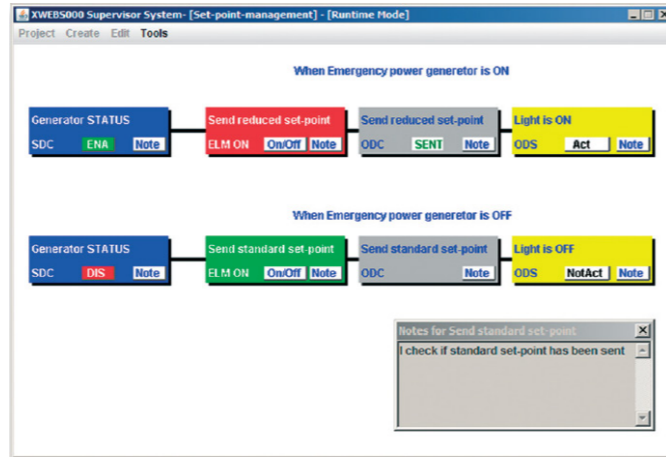 XWEBS000 Supervisor System- [Set-point-management] - [Runtime Mode]
Project Create Edit Tools
When Emergency power generetor is ON
Generator STATUS
SDC ENA Note
Send reduced set-point
ELM ON On/Off Note
Send reduced set-point
ODC SENT Note
Light is ON
ODS Act Note
When Emergency power generetor is OFF
Generator STATUS
SDC DIS Note
Send standard set-point
ELM ON On/Off Note
Send standard set-point
ODC Note
Light is OFF
ODS NotAct Note
Notes for Send standard set-point
I check if standard set-point has been sent